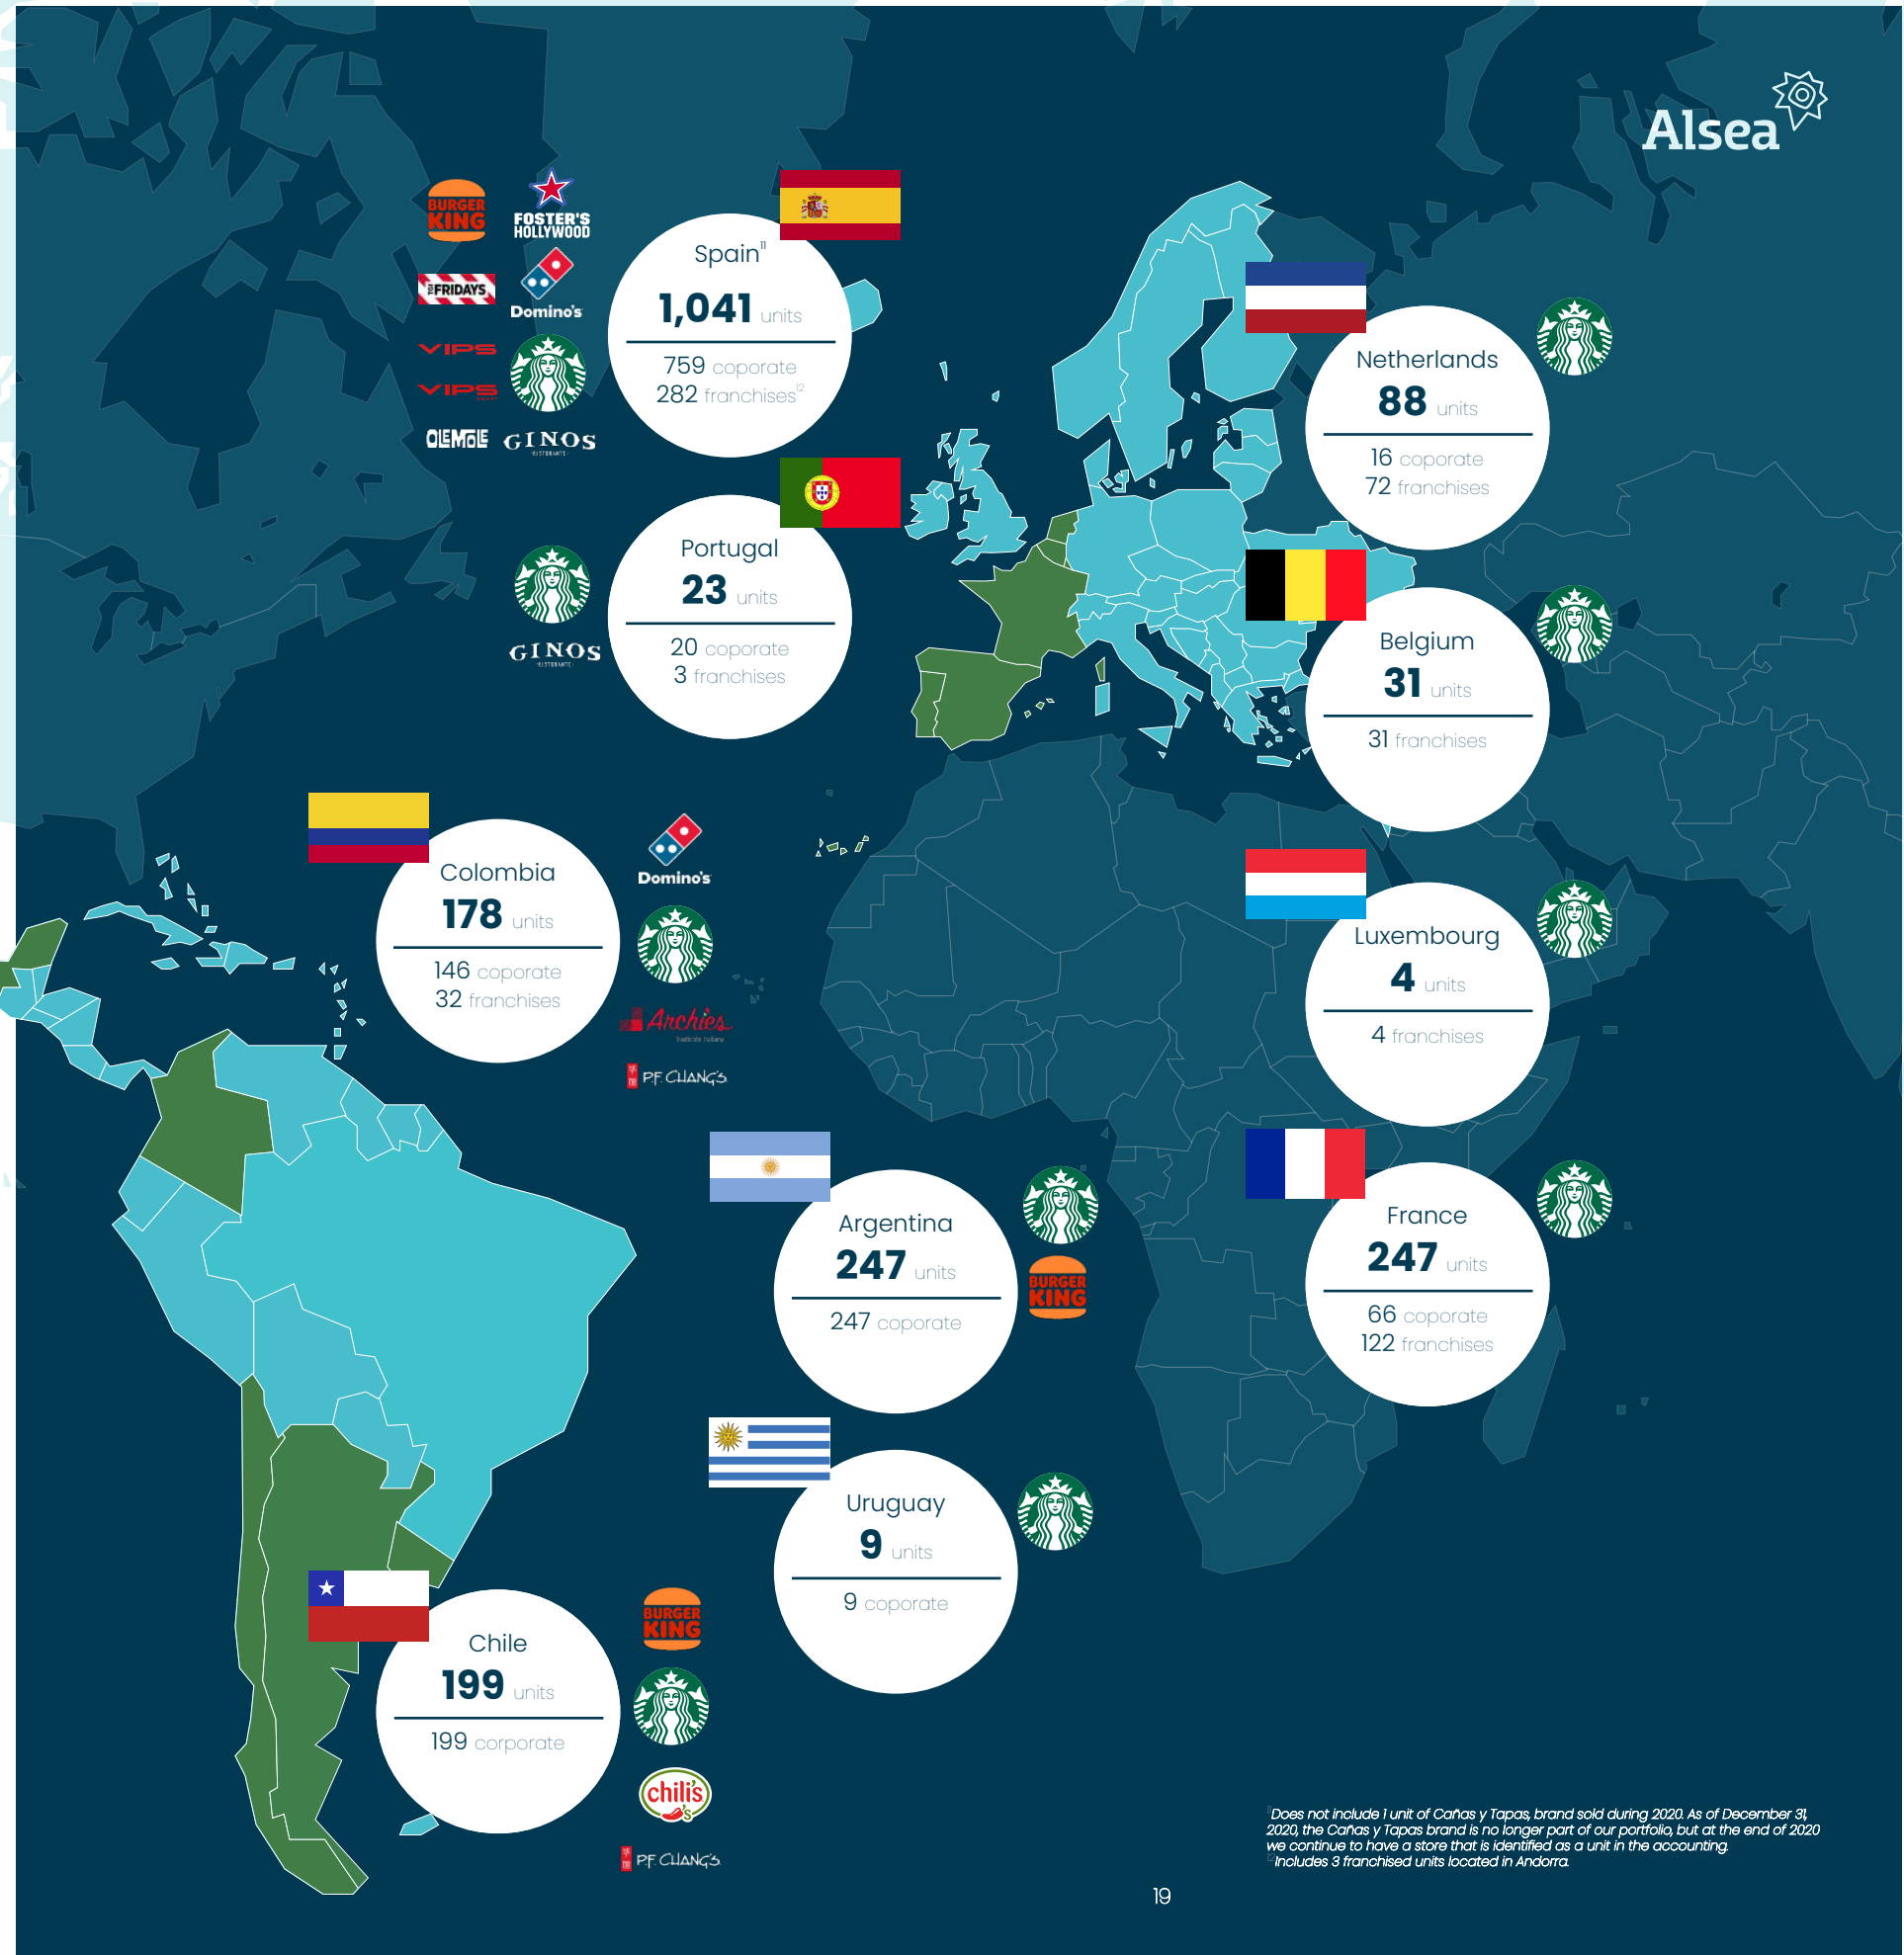 Alsea
BURGER
KING
FOSTER'S
HOLLYWOOD
TGI FRIDAYS
Domino's
VIPS
VIPS
OLEMOLE
GINOS
·RISTORANTE·
Spain¹¹
1,041 units
759 coporate
282 franchises¹²
Netherlands
88 units
16 coporate
72 franchises
Portugal
23 units
20 coporate
3 franchises
GINOS
·RISTORANTE·
Belgium
31 units
31 franchises
Colombia
178 units
146 coporate
32 franchises
Domino's
Archie's
tradición italiana
P.F. CHANG'S
Luxembourg
4 units
4 franchises
Argentina
247 units
247 coporate
BURGER
KING
France
247 units
66 coporate
122 franchises
Uruguay
9 units
9 coporate
Chile
199 units
199 corporate
BURGER
KING
chili's
P.F. CHANG'S
¹¹Does not include 1 unit of Cañas y Tapas, brand sold during 2020. As of December 31,
2020, the Cañas y Tapas brand is no longer part of our portfolio, but at the end of 2020
we continue to have a store that is identified as a unit in the accounting.
¹²Includes 3 franchised units located in Andorra.
19